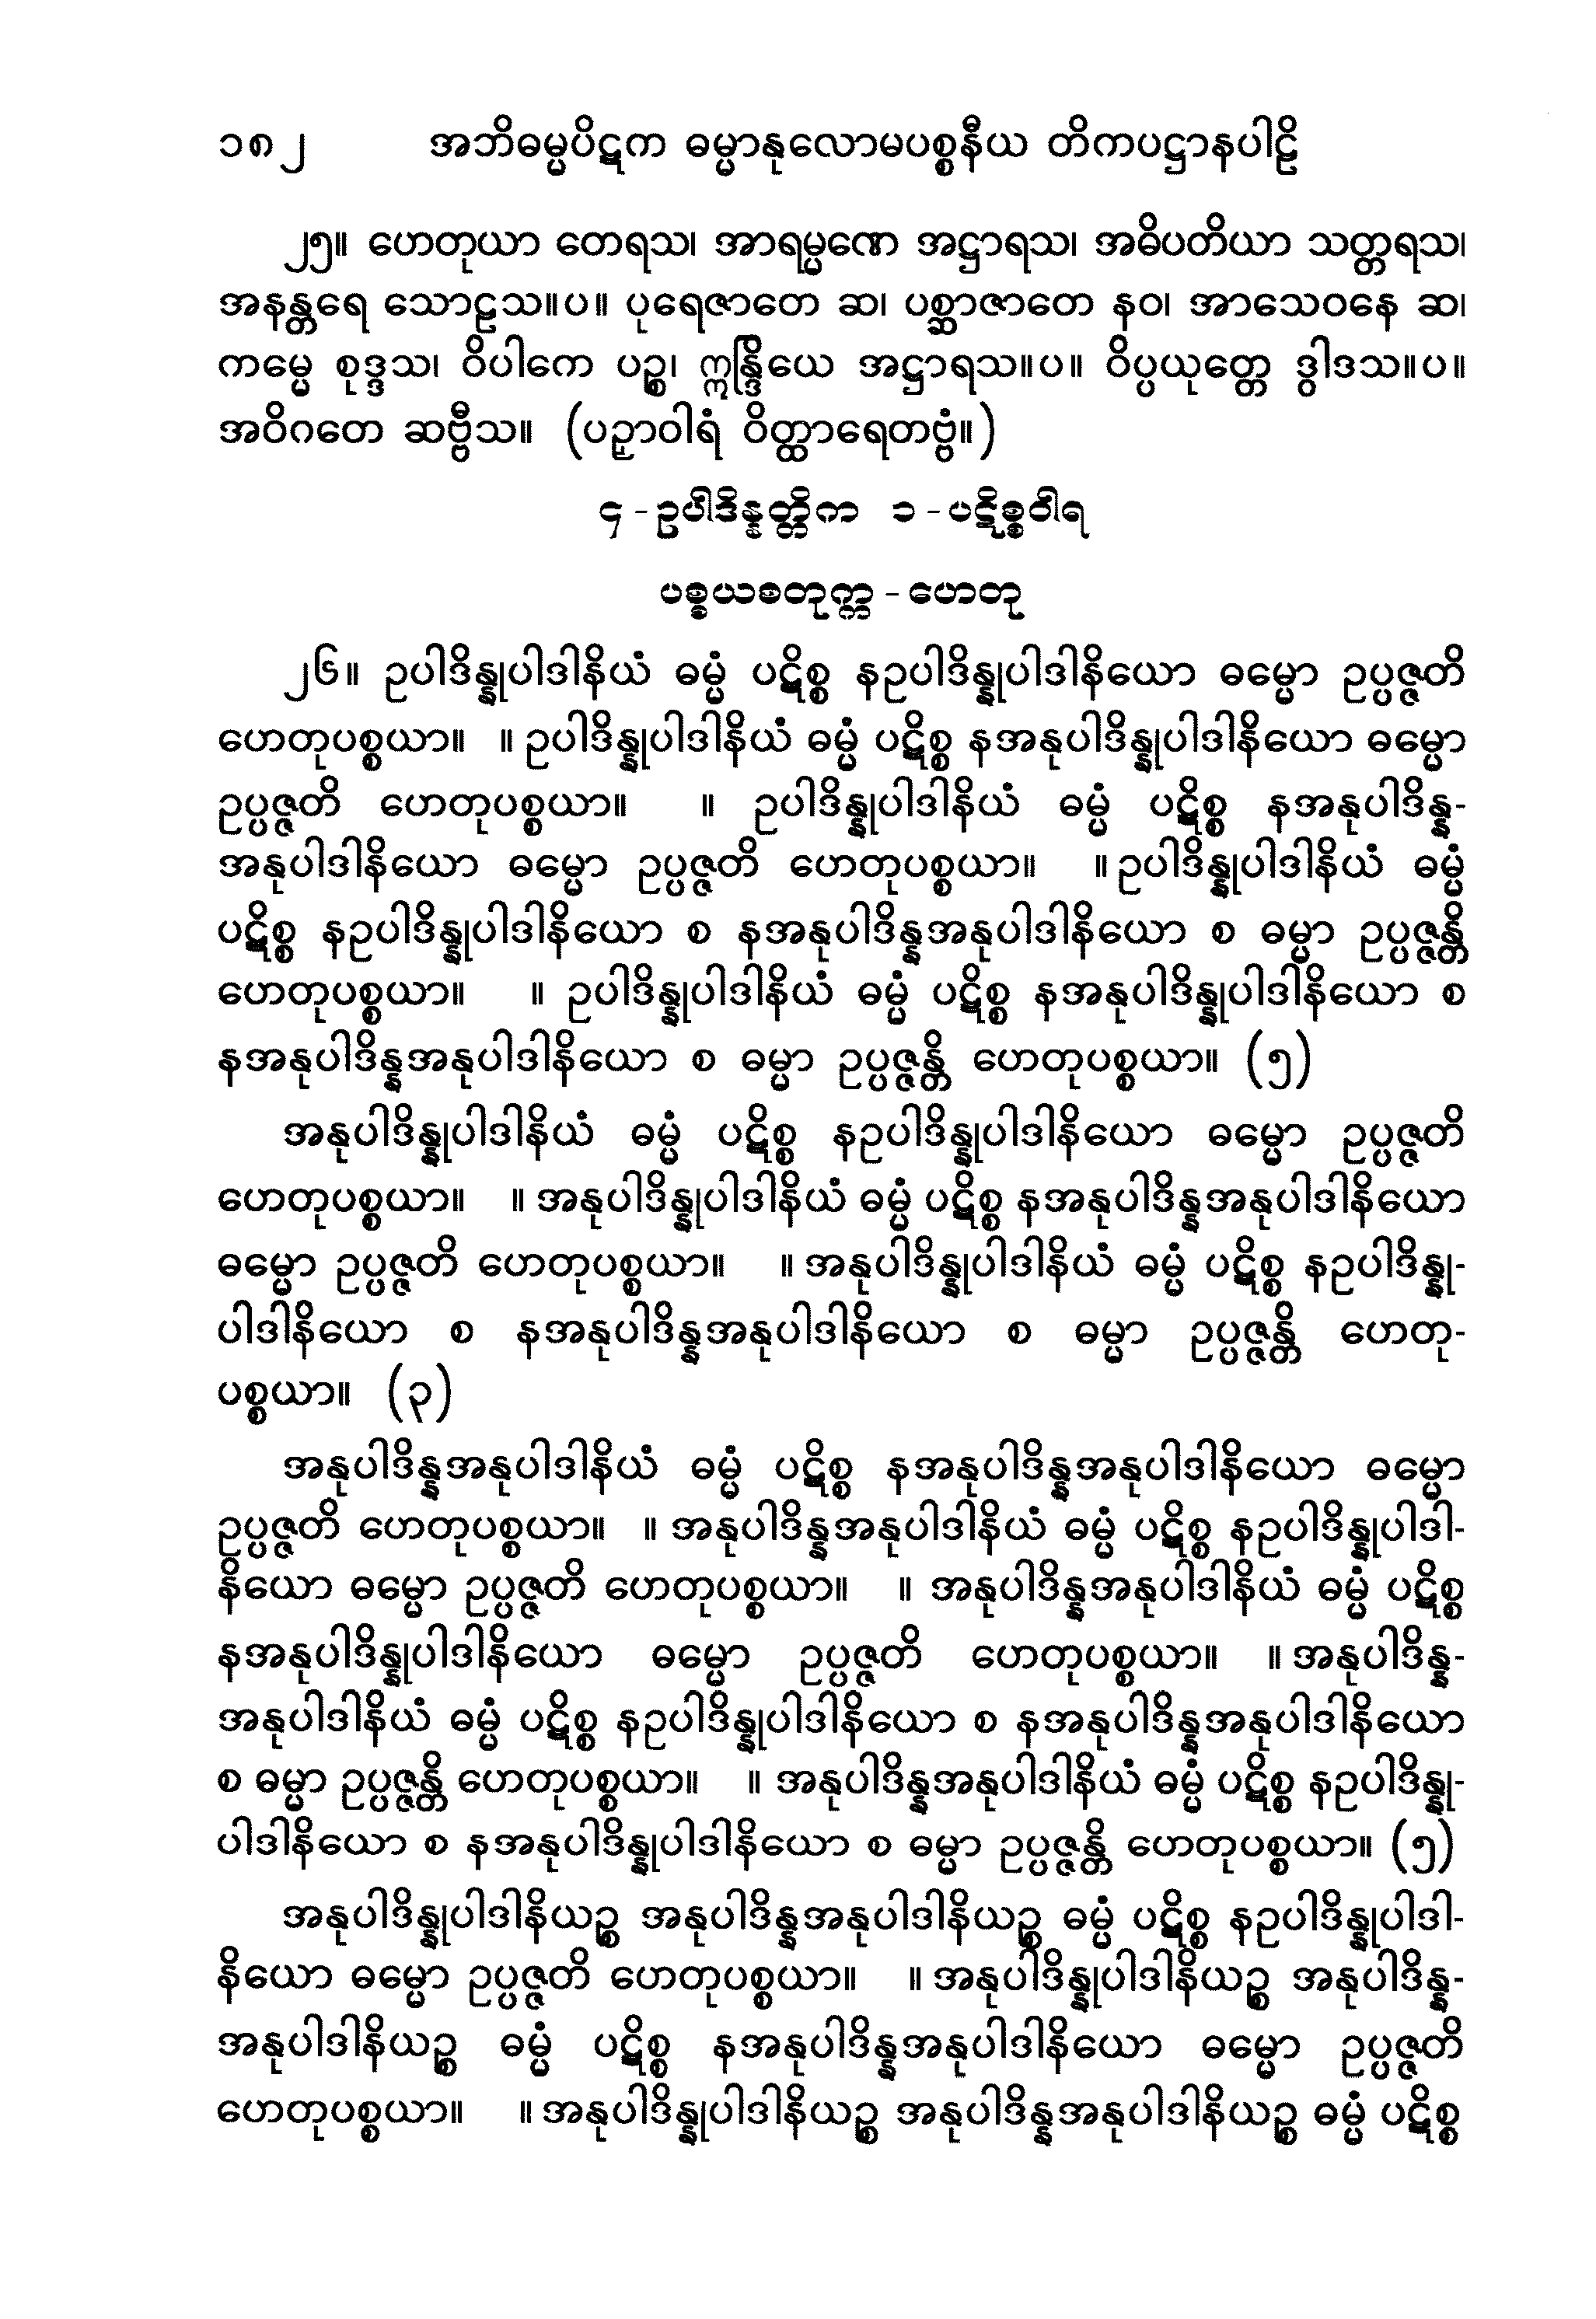 ၁၈၂ အဘိဓမ္မပိဋက ဓမ္မာနုလောမပစ္စနီယ တိကပဋ္ဌာနပါဠိ
၂၅။ ဟေတုယာ တေရသ၊ အာရမ္မဏေ အဋ္ဌာရသ၊ အဓိပတိယာ သတ္တရသ၊
အနန္တရေ သောဠသ။ပ။ ပုရေဇာတေ ဆ၊ ပစ္ဆာဇာတေ နဝ၊ အာသေဝနေ ဆ၊
ကမ္မေ စုဒ္ဒသ၊ ဝိပါကေ ပဉ္စ၊ ဣန္ဒြိယေ အဋ္ဌာရသ။ပ။ ဝိပ္ပယုတ္တေ ဒွါဒသ။ပ။
အဝိဂတေ ဆဗ္ဗီသ။ (ပဉှာဝါရံ ဝိတ္ထာရေတဗ္ဗံ။)
၄-ဥပါဒိန္နတ္တိက ၁-ပဋိစ္စဝါရ
ပစ္စယစတုက္က-ဟေတု
၂၆။ ဥပါဒိန္နုပါဒါနိယံ ဓမ္မံ ပဋိစ္စ နဥပါဒိန္နုပါဒါနိယော ဓမ္မော ဥပ္ပဇ္ဇတိ
ဟေတုပစ္စယာ။ ။ ဥပါဒိန္နုပါဒါနိယံ ဓမ္မံ ပဋိစ္စ နအနုပါဒိန္နုပါဒါနိယော ဓမ္မော
ဥပ္ပဇ္ဇတိ ဟေတုပစ္စယာ။ ။ ဥပါဒိန္နုပါဒါနိယံ ဓမ္မံ ပဋိစ္စ နအနုပါဒိန္န-
အနုပါဒါနိယော ဓမ္မော ဥပ္ပဇ္ဇတိ ဟေတုပစ္စယာ။ ။ ဥပါဒိန္နုပါဒါနိယံ ဓမ္မံ
ပဋိစ္စ နဥပါဒိန္နုပါဒါနိယော စ နအနုပါဒိန္နအနုပါဒါနိယော စ ဓမ္မာ ဥပ္ပဇ္ဇန္တိ
ဟေတုပစ္စယာ။ ။ ဥပါဒိန္နုပါဒါနိယံ ဓမ္မံ ပဋိစ္စ နအနုပါဒိန္နုပါဒါနိယော စ
နအနုပါဒိန္နအနုပါဒါနိယော စ ဓမ္မာ ဥပ္ပဇ္ဇန္တိ ဟေတုပစ္စယာ။ (၅)
အနုပါဒိန္နုပါဒါနိယံ ဓမ္မံ ပဋိစ္စ နဥပါဒိန္နုပါဒါနိယော ဓမ္မော ဥပ္ပဇ္ဇတိ
ဟေတုပစ္စယာ။ ။ အနုပါဒိန္နုပါဒါနိယံ ဓမ္မံ ပဋိစ္စ နအနုပါဒိန္နအနုပါဒါနိယော
ဓမ္မော ဥပ္ပဇ္ဇတိ ဟေတုပစ္စယာ။ ။ အနုပါဒိန္နုပါဒါနိယံ ဓမ္မံ ပဋိစ္စ နဥပါဒိန္နု-
ပါဒါနိယော စ နအနုပါဒိန္နအနုပါဒါနိယော စ ဓမ္မာ ဥပ္ပဇ္ဇန္တိ ဟေတု-
ပစ္စယာ။ (၃)
အနုပါဒိန္နအနုပါဒါနိယံ ဓမ္မံ ပဋိစ္စ နအနုပါဒိန္နအနုပါဒါနိယော ဓမ္မော
ဥပ္ပဇ္ဇတိ ဟေတုပစ္စယာ။ ။ အနုပါဒိန္နအနုပါဒါနိယံ ဓမ္မံ ပဋိစ္စ နဥပါဒိန္နုပါဒါ-
နိယော ဓမ္မော ဥပ္ပဇ္ဇတိ ဟေတုပစ္စယာ။ ။ အနုပါဒိန္နအနုပါဒါနိယံ ဓမ္မံ ပဋိစ္စ
နအနုပါဒိန္နုပါဒါနိယော ဓမ္မော ဥပ္ပဇ္ဇတိ ဟေတုပစ္စယာ။ ။ အနုပါဒိန္န-
အနုပါဒါနိယံ ဓမ္မံ ပဋိစ္စ နဥပါဒိန္နုပါဒါနိယော စ နအနုပါဒိန္နအနုပါဒါနိယော
စ ဓမ္မာ ဥပ္ပဇ္ဇန္တိ ဟေတုပစ္စယာ။ ။ အနုပါဒိန္နအနုပါဒါနိယံ ဓမ္မံ ပဋိစ္စ နဥပါဒိန္နု-
ပါဒါနိယော စ နအနုပါဒိန္နုပါဒါနိယော စ ဓမ္မာ ဥပ္ပဇ္ဇန္တိ ဟေတုပစ္စယာ။ (၅)
အနုပါဒိန္နုပါဒါနိယဉ္စ အနုပါဒိန္နအနုပါဒါနိယဉ္စ ဓမ္မံ ပဋိစ္စ နဥပါဒိန္နုပါဒါ-
နိယော ဓမ္မော ဥပ္ပဇ္ဇတိ ဟေတုပစ္စယာ။ ။ အနုပါဒိန္နုပါဒါနိယဉ္စ အနုပါဒိန္န-
အနုပါဒါနိယဉ္စ ဓမ္မံ ပဋိစ္စ နအနုပါဒိန္နအနုပါဒါနိယော ဓမ္မော ဥပ္ပဇ္ဇတိ
ဟေတုပစ္စယာ။ ။ အနုပါဒိန္နုပါဒါနိယဉ္စ အနုပါဒိန္နအနုပါဒါနိယဉ္စ ဓမ္မံ ပဋိစ္စ